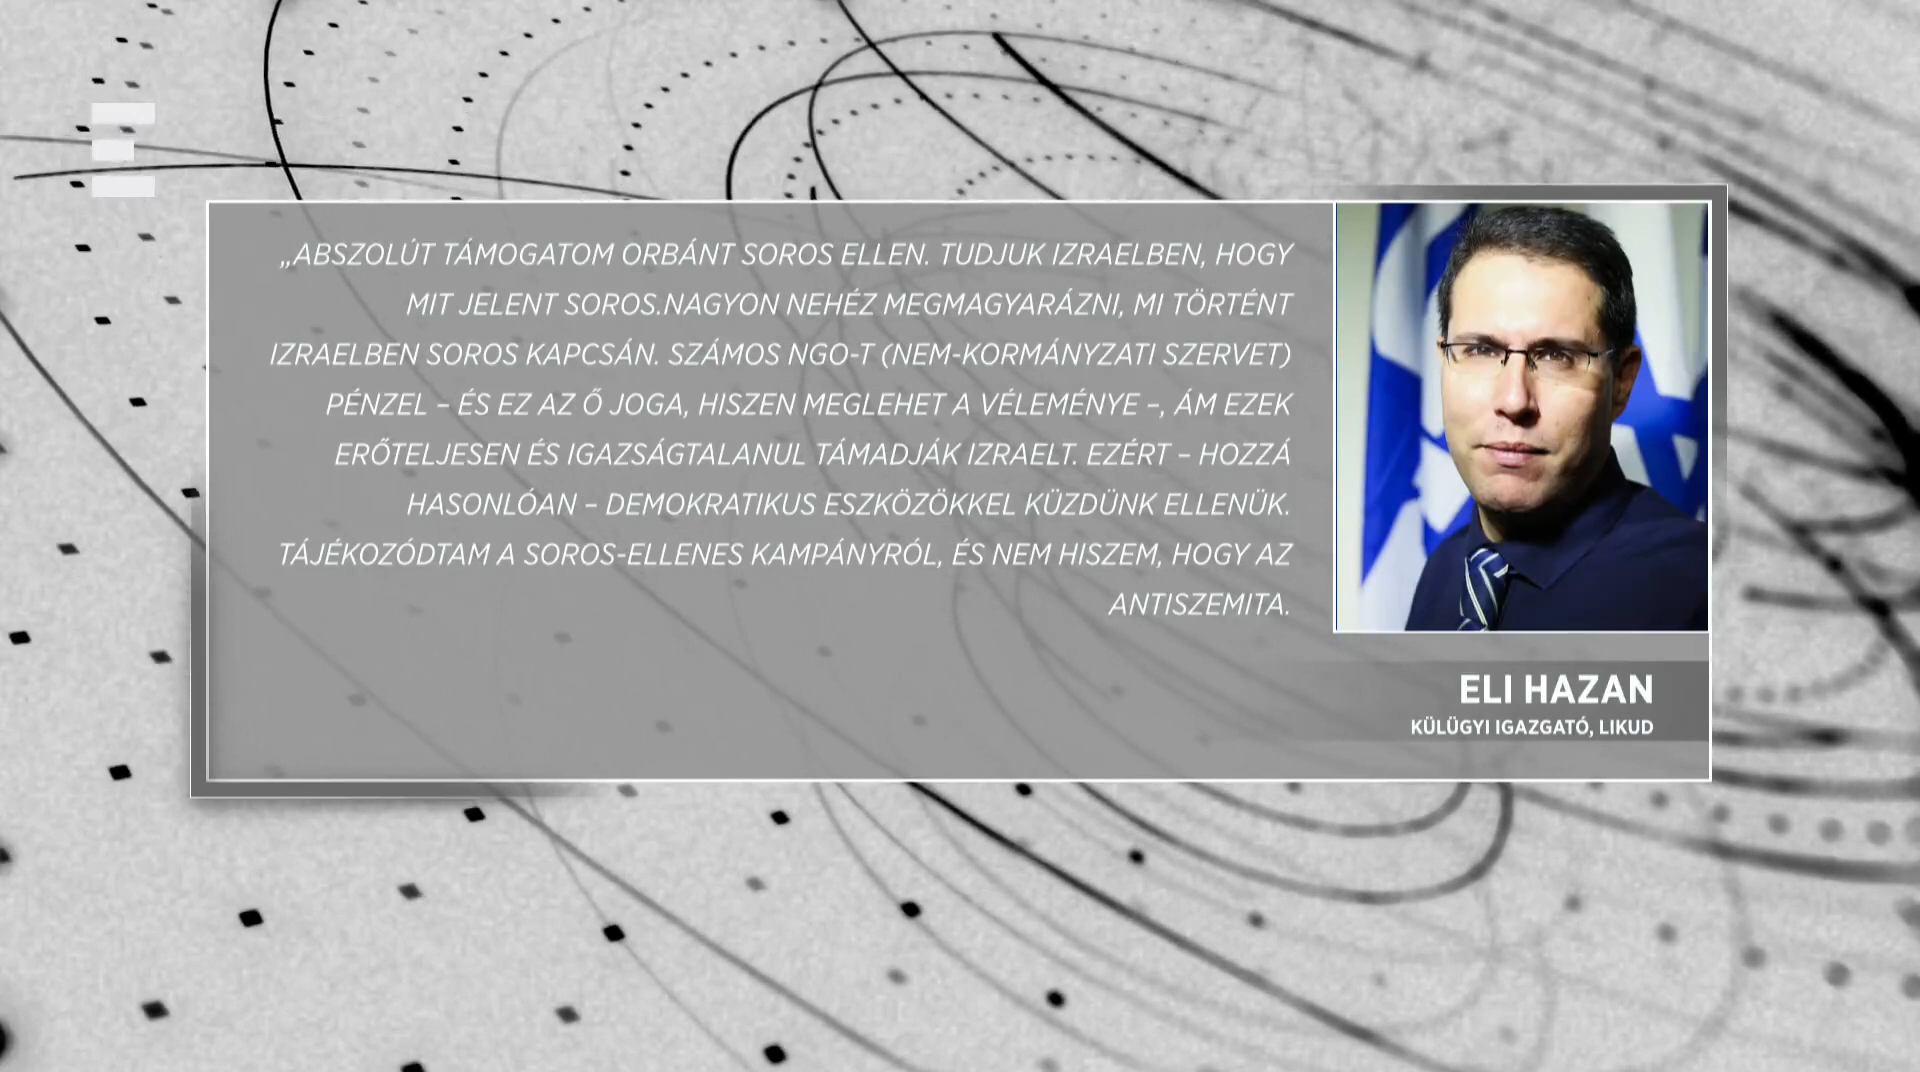 „ABSZOLÚT TÁMOGATOM ORBÁNT SOROS ELLEN. TUDJUK IZRAELBEN, HOGY
MIT JELENT SOROS.NAGYON NEHÉZ MEGMAGYARÁZNI, MI TÖRTÉNT
IZRAELBEN SOROS KAPCSÁN. SZÁMOS NGO-T (NEM-KORMÁNYZATI SZERVET)
PÉNZEL – ÉS EZ AZ Ő JOGA, HISZEN MEGLEHET A VÉLEMÉNYE –, ÁM EZEK
ERŐTELJESEN ÉS IGAZSÁGTALANUL TÁMADJÁK IZRAELT. EZÉRT – HOZZÁ
HASONLÓAN – DEMOKRATIKUS ESZKÖZÖKKEL KÜZDÜNK ELLENÜK.
TÁJÉKOZÓDTAM A SOROS-ELLENES KAMPÁNYRÓL, ÉS NEM HISZEM, HOGY AZ
ANTISZEMITA.
ELI HAZAN
KÜLÜGYI IGAZGATÓ, LIKUD